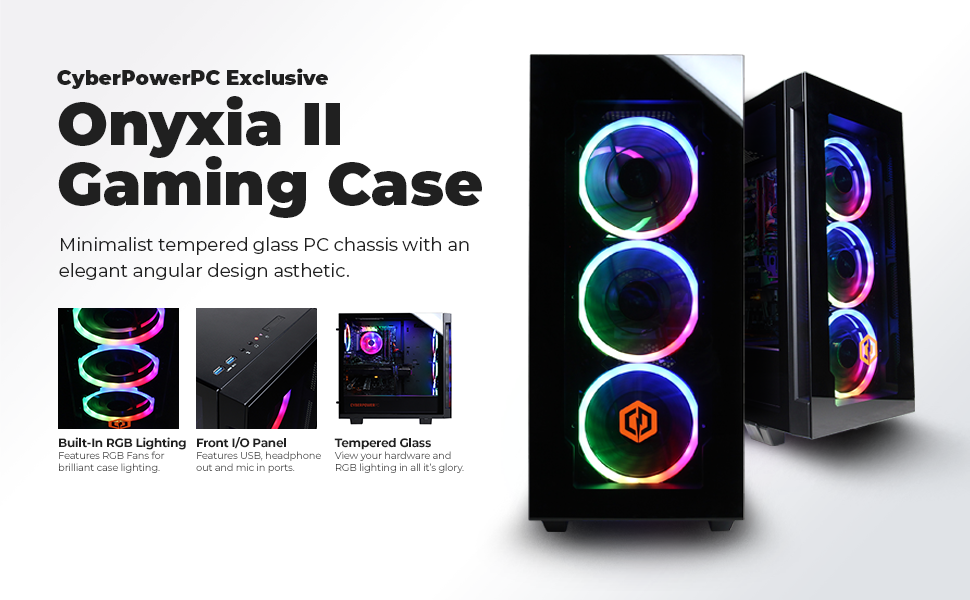 CyberPowerPC Exclusive
Onyxia II
Gaming Case
Minimalist tempered glass PC chassis with an
elegant angular design asthetic.
Built-In RGB Lighting
Features RGB Fans for
brilliant case lighting.
Front I/O Panel
Features USB, headphone
out and mic in ports.
Tempered Glass
View your hardware and
RGB lighting in all it's glory.